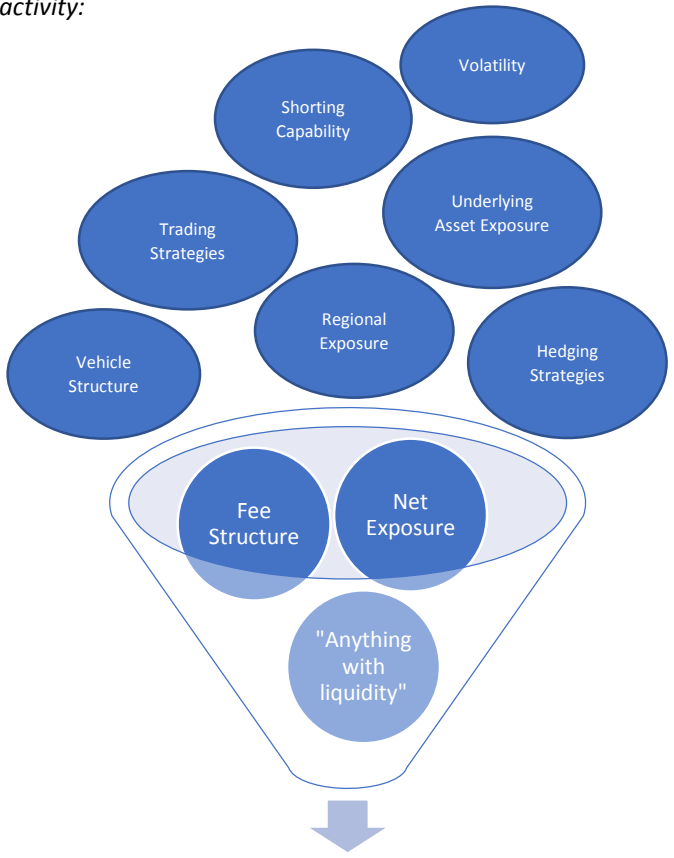 activity:
Volatility
Shorting
Capability
Underlying
Asset Exposure
Trading
Strategies
Regional
Exposure
Hedging
Strategies
Vehicle
Structure
Fee
Structure
Net
Exposure
"Anything
with
liquidity"